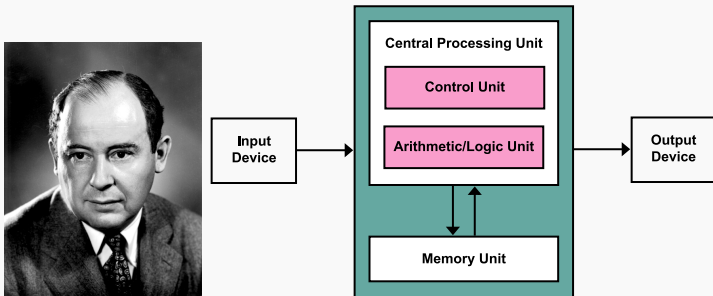 Input
Device
Central Processing Unit
Control Unit
Arithmetic/Logic Unit
Memory Unit
Output
Device